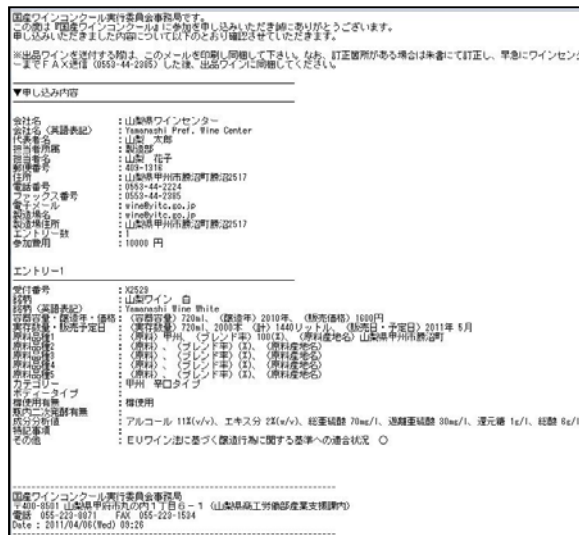 国産ワインコンクール実行委員会事務局です。
この度は『国産ワインコンクール』に参加を申し込みいただき誠にありがとうございます。
申し込みいただきました内容について以下のとおり確認させていただきます。
※出品ワインを送付する際は、このメールを印刷し同梱して下さい。なお、訂正箇所がある場合は朱書にて訂正し、早急にワインセンタ
ーまでＦＡＸ送信（0553-44-2385）した後、出品ワインに同梱してください。
▼申し込み内容
会社名 ：山梨県ワインセンター
会社名（英語表記） ：Yamanashi Pref. Wine Center
代表者名 ：山梨 太郎
担当者所属 ：製造部
担当者名 ：山梨 花子
郵便番号 ：409-1316
住所 ：山梨県甲州市勝沼町勝沼2517
電話番号 ：0553-44-2224
ファックス番号 ：0553-44-2385
電子メール ：wine@yitc.go.jp
製造場名 ：wine@yitc.go.jp
製造場住所 ：山梨県甲州市勝沼町勝沼2517
エントリー数 ：1
参加費用 ：10000 円
エントリー1
受付番号 ：X2529
銘柄 ：山梨ワイン 白
銘柄（英語表記） ：Yamanashi Wine White
容器容量・醸造年・価格 ：（容器容量）720ml、（醸造年）2010年、（販売価格）1600円
実存数量・販売予定日 ：（実存数量）720ml、2000本 （計）1440リットル、（販売日・予定日）2011年 5月
原料品種1 ：（原料）甲州、（ブレンド率）100(%)、（原料産地名）山梨県甲州市勝沼町
原料品種2 ：（原料）、（ブレンド率）(%)、（原料産地名）
原料品種3 ：（原料）、（ブレンド率）(%)、（原料産地名）
原料品種4 ：（原料）、（ブレンド率）(%)、（原料産地名）
原料品種5 ：（原料）、（ブレンド率）(%)、（原料産地名）
カテゴリー ：甲州 辛口タイプ
ボディータイプ ：
樽使用有無 ：樽使用
瓶内二次発酵有無 ：
成分分析値 ：アルコール 11%(v/v)、エキス分 2%(w/v)、総亜硫酸 70mg/l、遊離亜硫酸 30mg/l、還元糖 1g/l、総酸 6g/l
特記事項 ：
その他 ：ＥＵワイン法に基づく醸造行為に関する基準への適合状況 ○
国産ワインコンクール実行委員会事務局
〒400-8501 山梨県甲府市丸の内１丁目６－１（山梨県商工労働部産業支援課内）
電話 055-223-8871 FAX 055-223-1534
Date : 2011/04/06(Wed) 09:26